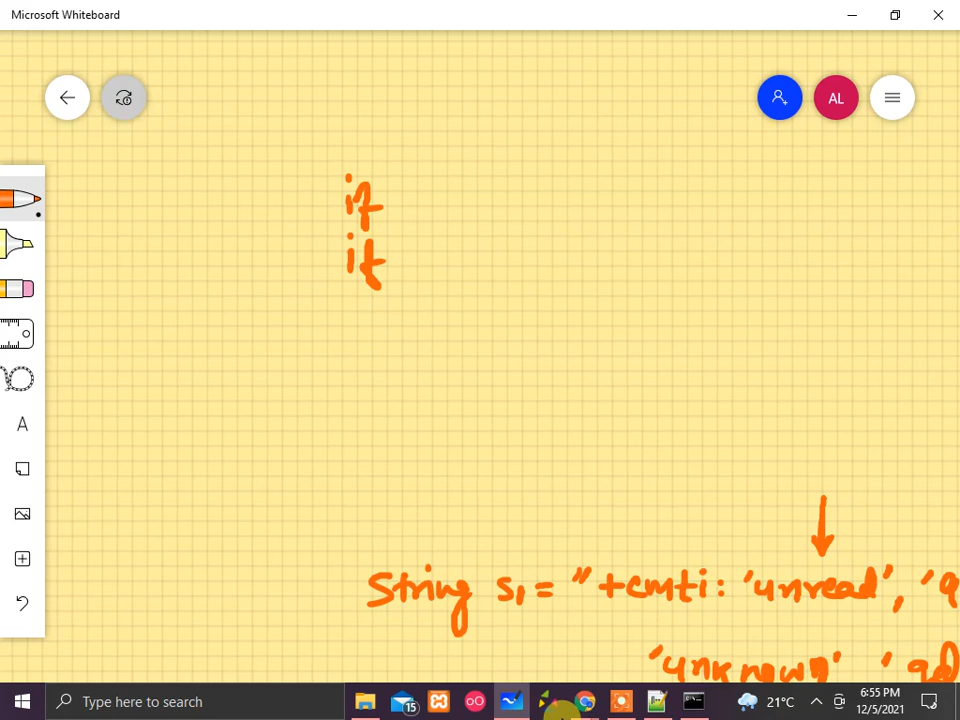 Microsoft Whiteboard
AL
if
if
A
String s1 = "+cmti: 'unread', '
'unknown' '
15
Type here to search
21°C
6:55 PM
12/5/2021